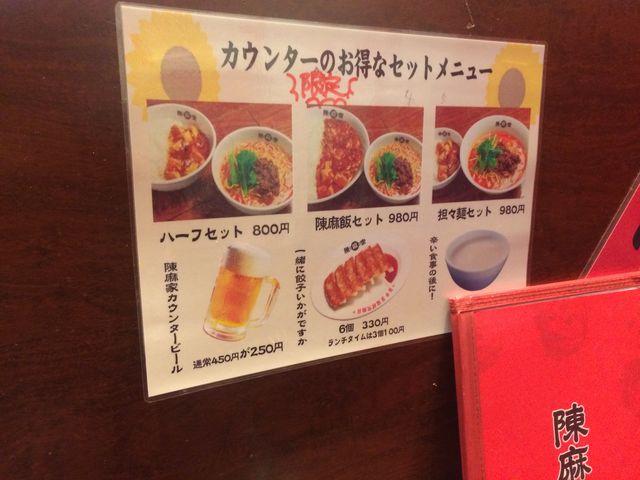 カウンターのお得なセットメニュー
限定
ハーフセット 800円
陳麻飯セット 980円
担々麺セット 980円
陳麻家カウンタービール
通常450円が250円
一緒に餃子いかがですか
6個 330円
ランチタイムは3個100円
辛い食事の後に！
陳麻